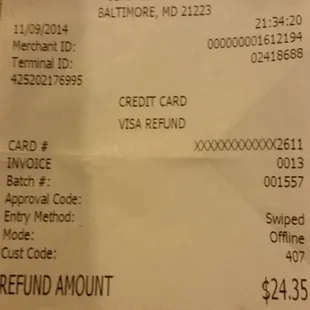 BALTIMORE, MD 21223
11/09/2014 21:34:20
Merchant ID: 000000001612194
Terminal ID: 02418688
425202176995
CREDIT CARD
VISA REFUND
CARD # XXXXXXXXXXXX2611
INVOICE 0013
Batch #: 001557
Approval Code:
Entry Method: Swiped
Mode: Offline
Cust Code: 407
REFUND AMOUNT $24.35